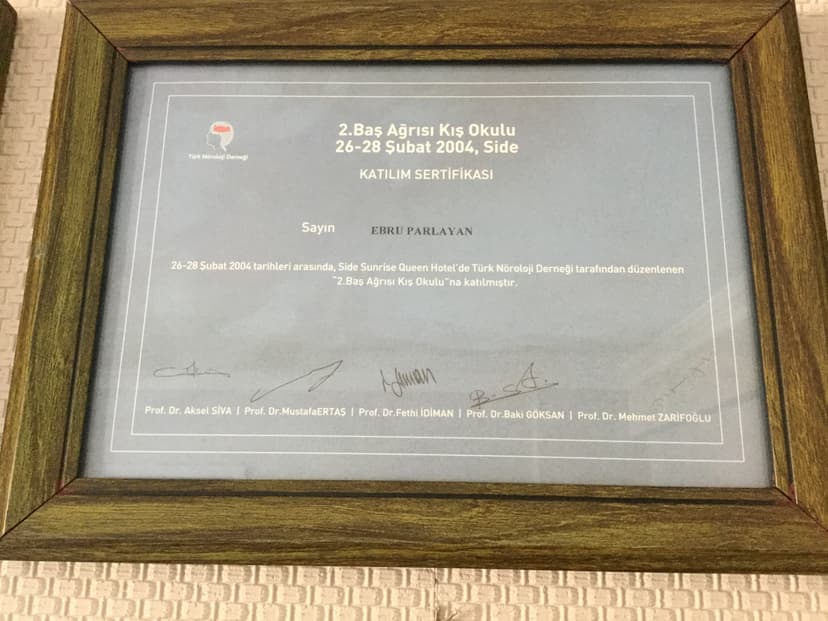 2.Baş Ağrısı Kış Okulu
26-28 Şubat 2004, Side
KATILIM SERTİFİKASI
Türk Nöroloji Derneği
Sayın EBRU PARLAYAN
26-28 Şubat 2004 tarihleri arasında, Side Sunrise Queen Hotel'de Türk Nöroloji Derneği tarafından düzenlenen
"2.Baş Ağrısı Kış Okulu"na katılmıştır.
Prof. Dr. Aksel SİVA | Prof. Dr.MustafaERTAŞ | Prof. Dr.Fethi İDİMAN | Prof. Dr.Baki GÖKSAN | Prof. Dr. Mehmet ZARİFOĞLU